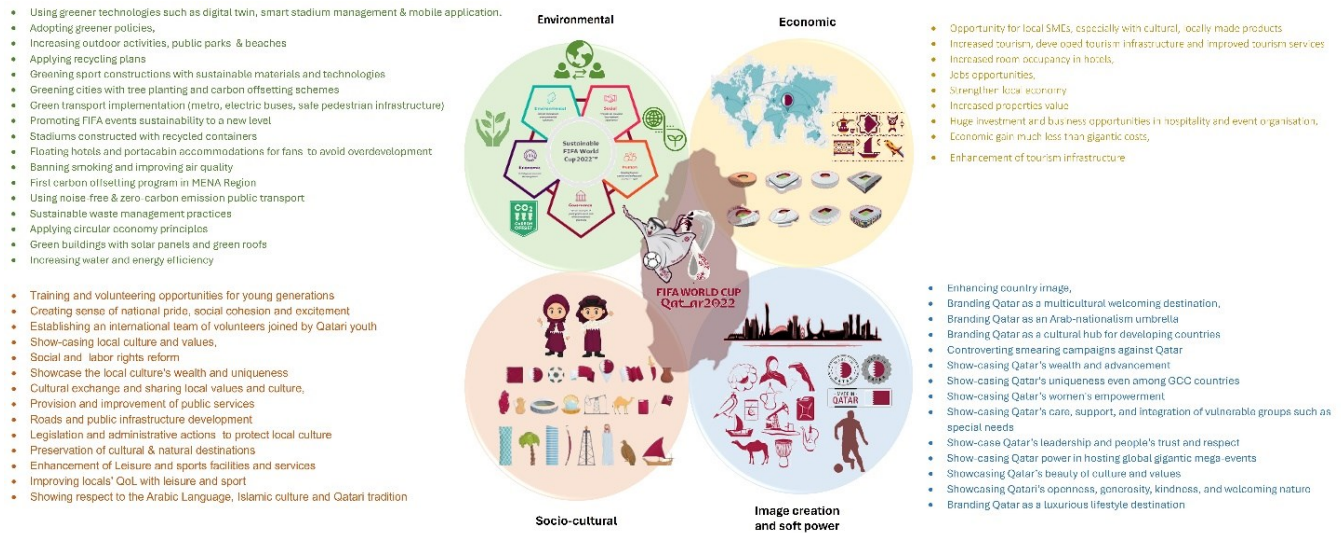 Environmental
Economic
• Using greener technologies such as digital twin, smart stadium management & mobile application.
• Adopting greener policies,
• Increasing outdoor activities, public parks & beaches
• Applying recycling plans
• Greening sport constructions with sustainable materials and technologies
• Greening cities with tree planting and carbon offsetting schemes
• Green transport implementation (metro, electric buses, safe pedestrian infrastructure)
• Promoting FIFA events sustainability to a new level
• Stadiums constructed with recycled containers
• Floating hotels and portacabin accommodations for fans to avoid overdevelopment
• Banning smoking and improving air quality
• First carbon offsetting program in MENA Region
• Using noise-free & zero-carbon emission public transport
• Sustainable waste management practices
• Applying circular economy principles
• Green buildings with solar panels and green roofs
• Increasing water and energy efficiency
Environmental
Social
Sustainable
FIFA World
Cup 2022™
Economic
Human
Governance
CO2
CARBON
OFFSET
• Opportunity for local SMEs, especially with cultural, locally-made products
• Increased tourism, developed tourism infrastructure and improved tourism services
• Increased room occupancy in hotels,
• Jobs opportunities,
• Strengthen local economy
• Increased properties value
• Huge investment and business opportunities in hospitality and event organisation,
• Economic gain much less than gigantic costs,
• Enhancement of tourism infrastructure
FIFA WORLD CUP
Qatar2022
• Training and volunteering opportunities for young generations
• Creating sense of national pride, social cohesion and excitement
• Establishing an international team of volunteers joined by Qatari youth
• Show-casing local culture and values,
• Social and labor rights reform
• Showcase the local culture's wealth and uniqueness
• Cultural exchange and sharing local values and culture,
• Provision and improvement of public services
• Roads and public infrastructure development
• Legislation and administrative actions to protect local culture
• Preservation of cultural & natural destinations
• Enhancement of Leisure and sports facilities and services
• Improving locals' QoL with leisure and sport
• Showing respect to the Arabic Language, Islamic culture and Qatari tradition
QATAR
• Enhancing country image,
• Branding Qatar as a multicultural welcoming destination,
• Branding Qatar as an Arab-nationalism umbrella
• Branding Qatar as a cultural hub for developing countries
• Controverting smearing campaigns against Qatar
• Show-casing Qatar's wealth and advancement
• Show-casing Qatar's uniqueness even among GCC countries
• Show-casing Qatar's women's empowerment
• Show-casing Qatar's care, support, and integration of vulnerable groups such as
special needs
• Show-case Qatar's leadership and people's trust and respect
• Show-casing Qatar power in hosting global gigantic mega-events
• Showcasing Qatar's beauty of culture and values
• Showcasing Qatari's openness, generosity, kindness, and welcoming nature
• Branding Qatar as a luxurious lifestyle destination
Socio-cultural
Image creation
and soft power